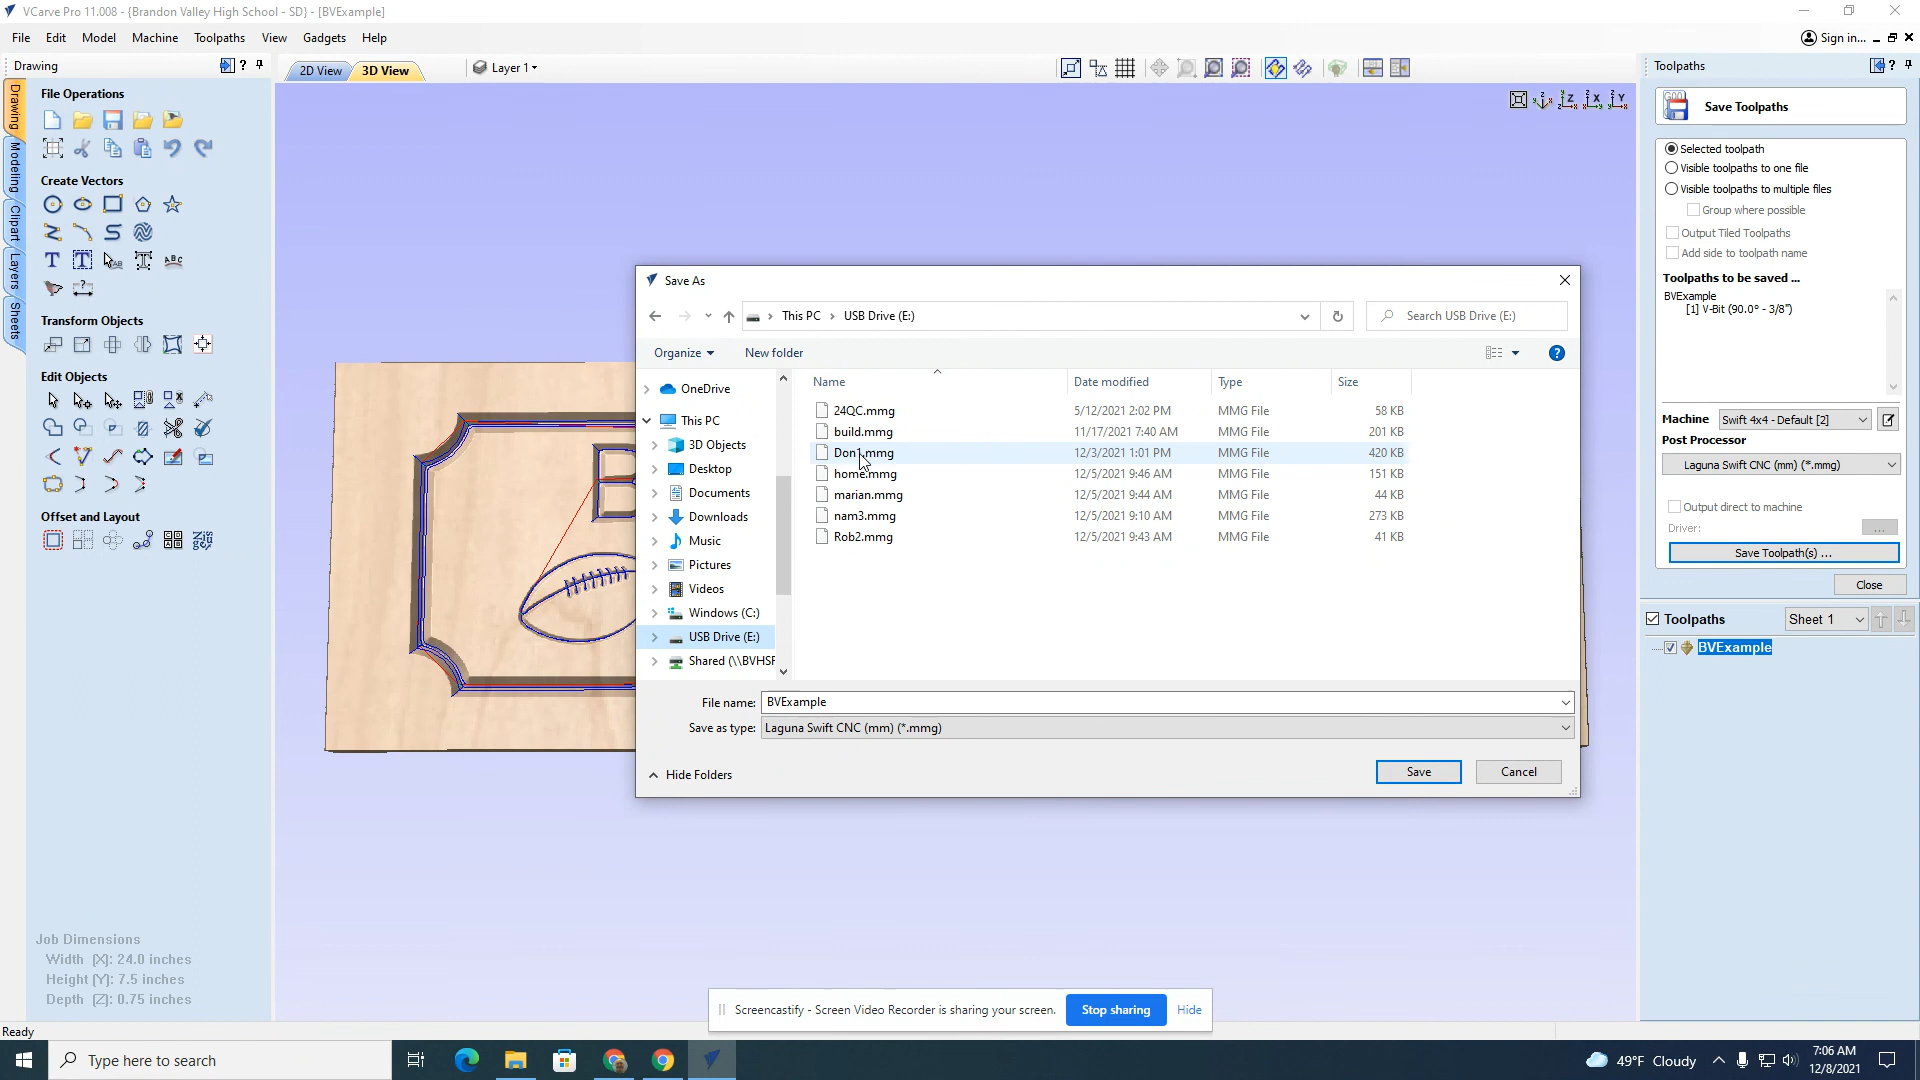 VCarve Pro 11.008 - {Brandon Valley High School - SD} - [BVExample]
File Edit Model Machine Toolpaths View Gadgets Help
Sign in...
Drawing
2D View 3D View
Layer 1
Toolpaths
Drawing
Modeling
Clipart
Layers
Sheets
File Operations
Create Vectors
Transform Objects
Edit Objects
Offset and Layout
Job Dimensions
Width (X): 24.0 inches
Height (Y): 7.5 inches
Depth (Z): 0.75 inches
Ready
Save As
This PC > USB Drive (E:)
Search USB Drive (E:)
Organize New folder
OneDrive
This PC
3D Objects
Desktop
Documents
Downloads
Music
Pictures
Videos
Windows (C:)
USB Drive (E:)
Shared (\\BVHSF
Name Date modified Type Size
24QC.mmg 5/12/2021 2:02 PM MMG File 58 KB
build.mmg 11/17/2021 7:40 AM MMG File 201 KB
Don1.mmg 12/3/2021 1:01 PM MMG File 420 KB
home.mmg 12/5/2021 9:46 AM MMG File 151 KB
marian.mmg 12/5/2021 9:44 AM MMG File 44 KB
nam3.mmg 12/5/2021 9:10 AM MMG File 273 KB
Rob2.mmg 12/5/2021 9:43 AM MMG File 41 KB
File name: BVExample
Save as type: Laguna Swift CNC (mm) (*.mmg)
Hide Folders
Save Cancel
Save Toolpaths
Selected toolpath
Visible toolpaths to one file
Visible toolpaths to multiple files
Group where possible
Output Tiled Toolpaths
Add side to toolpath name
Toolpaths to be saved ...
BVExample
[1] V-Bit (90.0° - 3/8")
Machine Swift 4x4 - Default [2]
Post Processor
Laguna Swift CNC (mm) (*.mmg)
Output direct to machine
Driver: ...
Save Toolpath(s) ...
Close
Toolpaths Sheet 1
BVExample
Screencastify - Screen Video Recorder is sharing your screen. Stop sharing Hide
Type here to search
49°F Cloudy
7:06 AM
12/8/2021